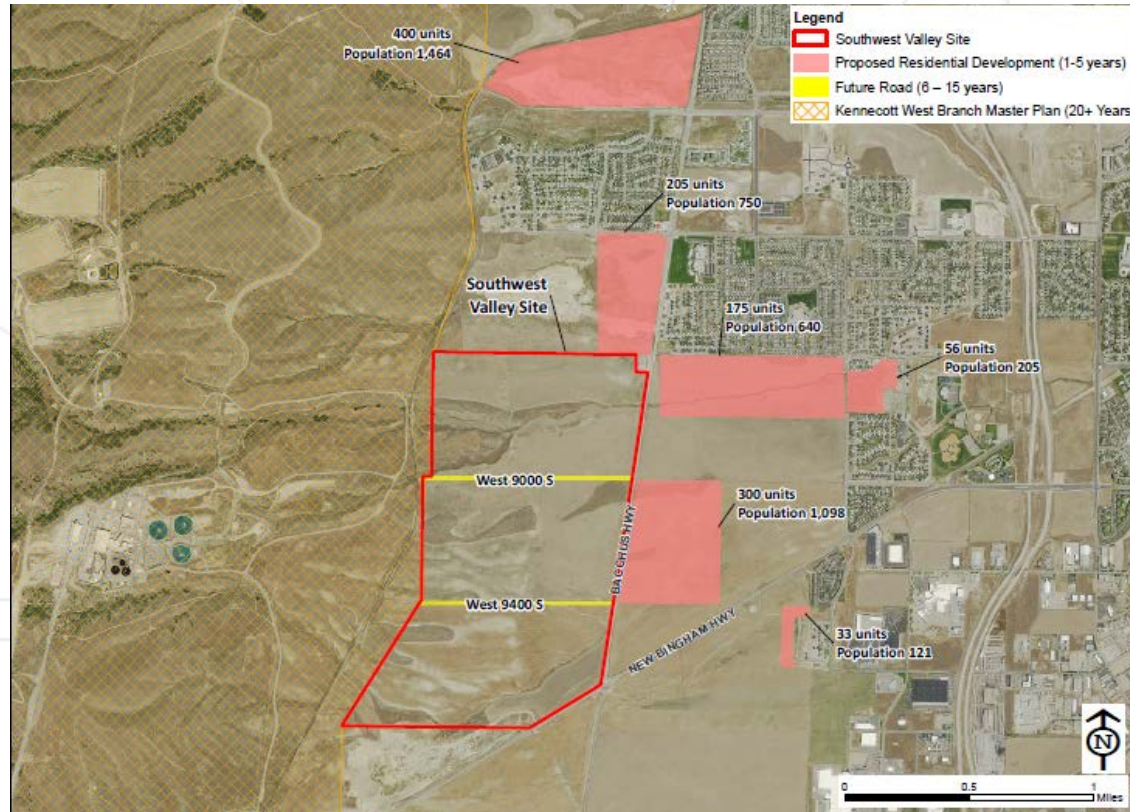 400 units
Population 1,464
Legend
Southwest Valley Site
Proposed Residential Development (1-5 years)
Future Road (6 – 15 years)
Kennecott West Branch Master Plan (20+ Years
205 units
Population 750
Southwest
Valley Site
175 units
Population 640
56 units
Population 205
West 9000 S
300 units
Population 1,098
BACCHUS HWY
West 9400 S
NEW BINGHAM HWY
33 units
Population 121
N
0 0.5 1
Miles